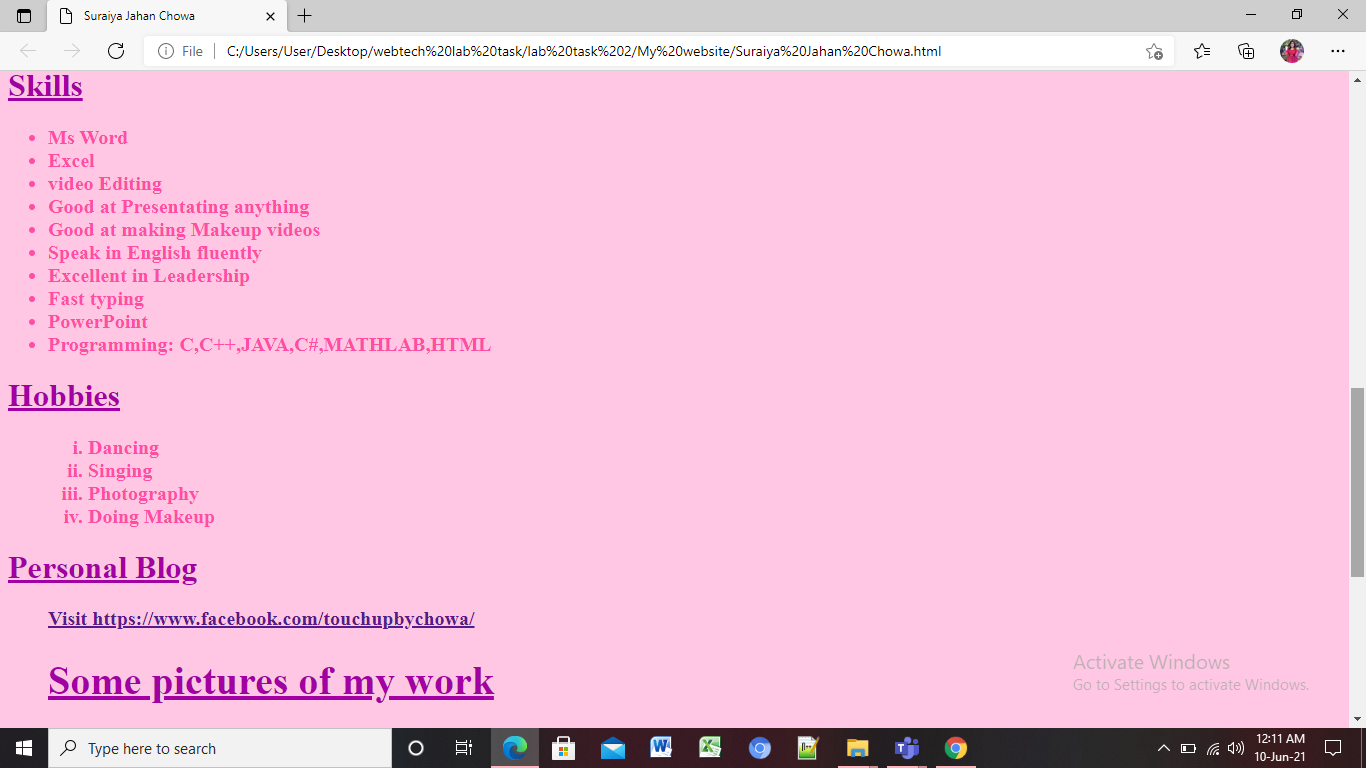 Suraiya Jahan Chowa
File
C:/Users/User/Desktop/webtech%20lab%20task/lab%20task%202/My%20website/Suraiya%20Jahan%20Chowa.html
Skills
• Ms Word
• Excel
• video Editing
• Good at Presentating anything
• Good at making Makeup videos
• Speak in English fluently
• Excellent in Leadership
• Fast typing
• PowerPoint
• Programming: C,C++,JAVA,C#,MATHLAB,HTML
Hobbies
i. Dancing
ii. Singing
iii. Photography
iv. Doing Makeup
Personal Blog
Visit https://www.facebook.com/touchupbychowa/
Some pictures of my work
Activate Windows
Go to Settings to activate Windows.
Type here to search
12:11 AM
10-Jun-21